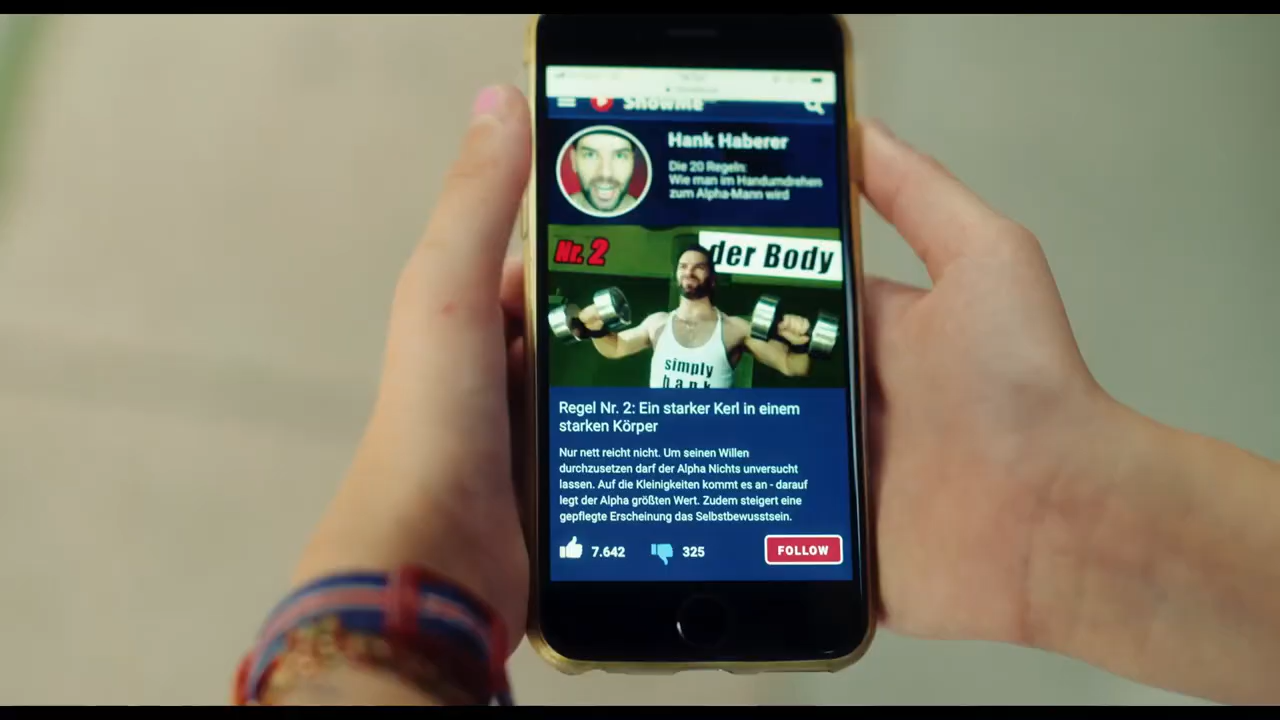 ShowMe
Hank Haberer
Die 20 Regeln:
Wie man im Handumdrehen
zum Alpha-Mann wird
Nr. 2
der Body
simply
hank
Regel Nr. 2: Ein starker Kerl in einem
starken Körper
Nur nett reicht nicht. Um seinen Willen
durchzusetzen darf der Alpha Nichts unversucht
lassen. Auf die Kleinigkeiten kommt es an - darauf
legt der Alpha größten Wert. Zudem steigert eine
gepflegte Erscheinung das Selbstbewusstsein.
7.642
325
FOLLOW